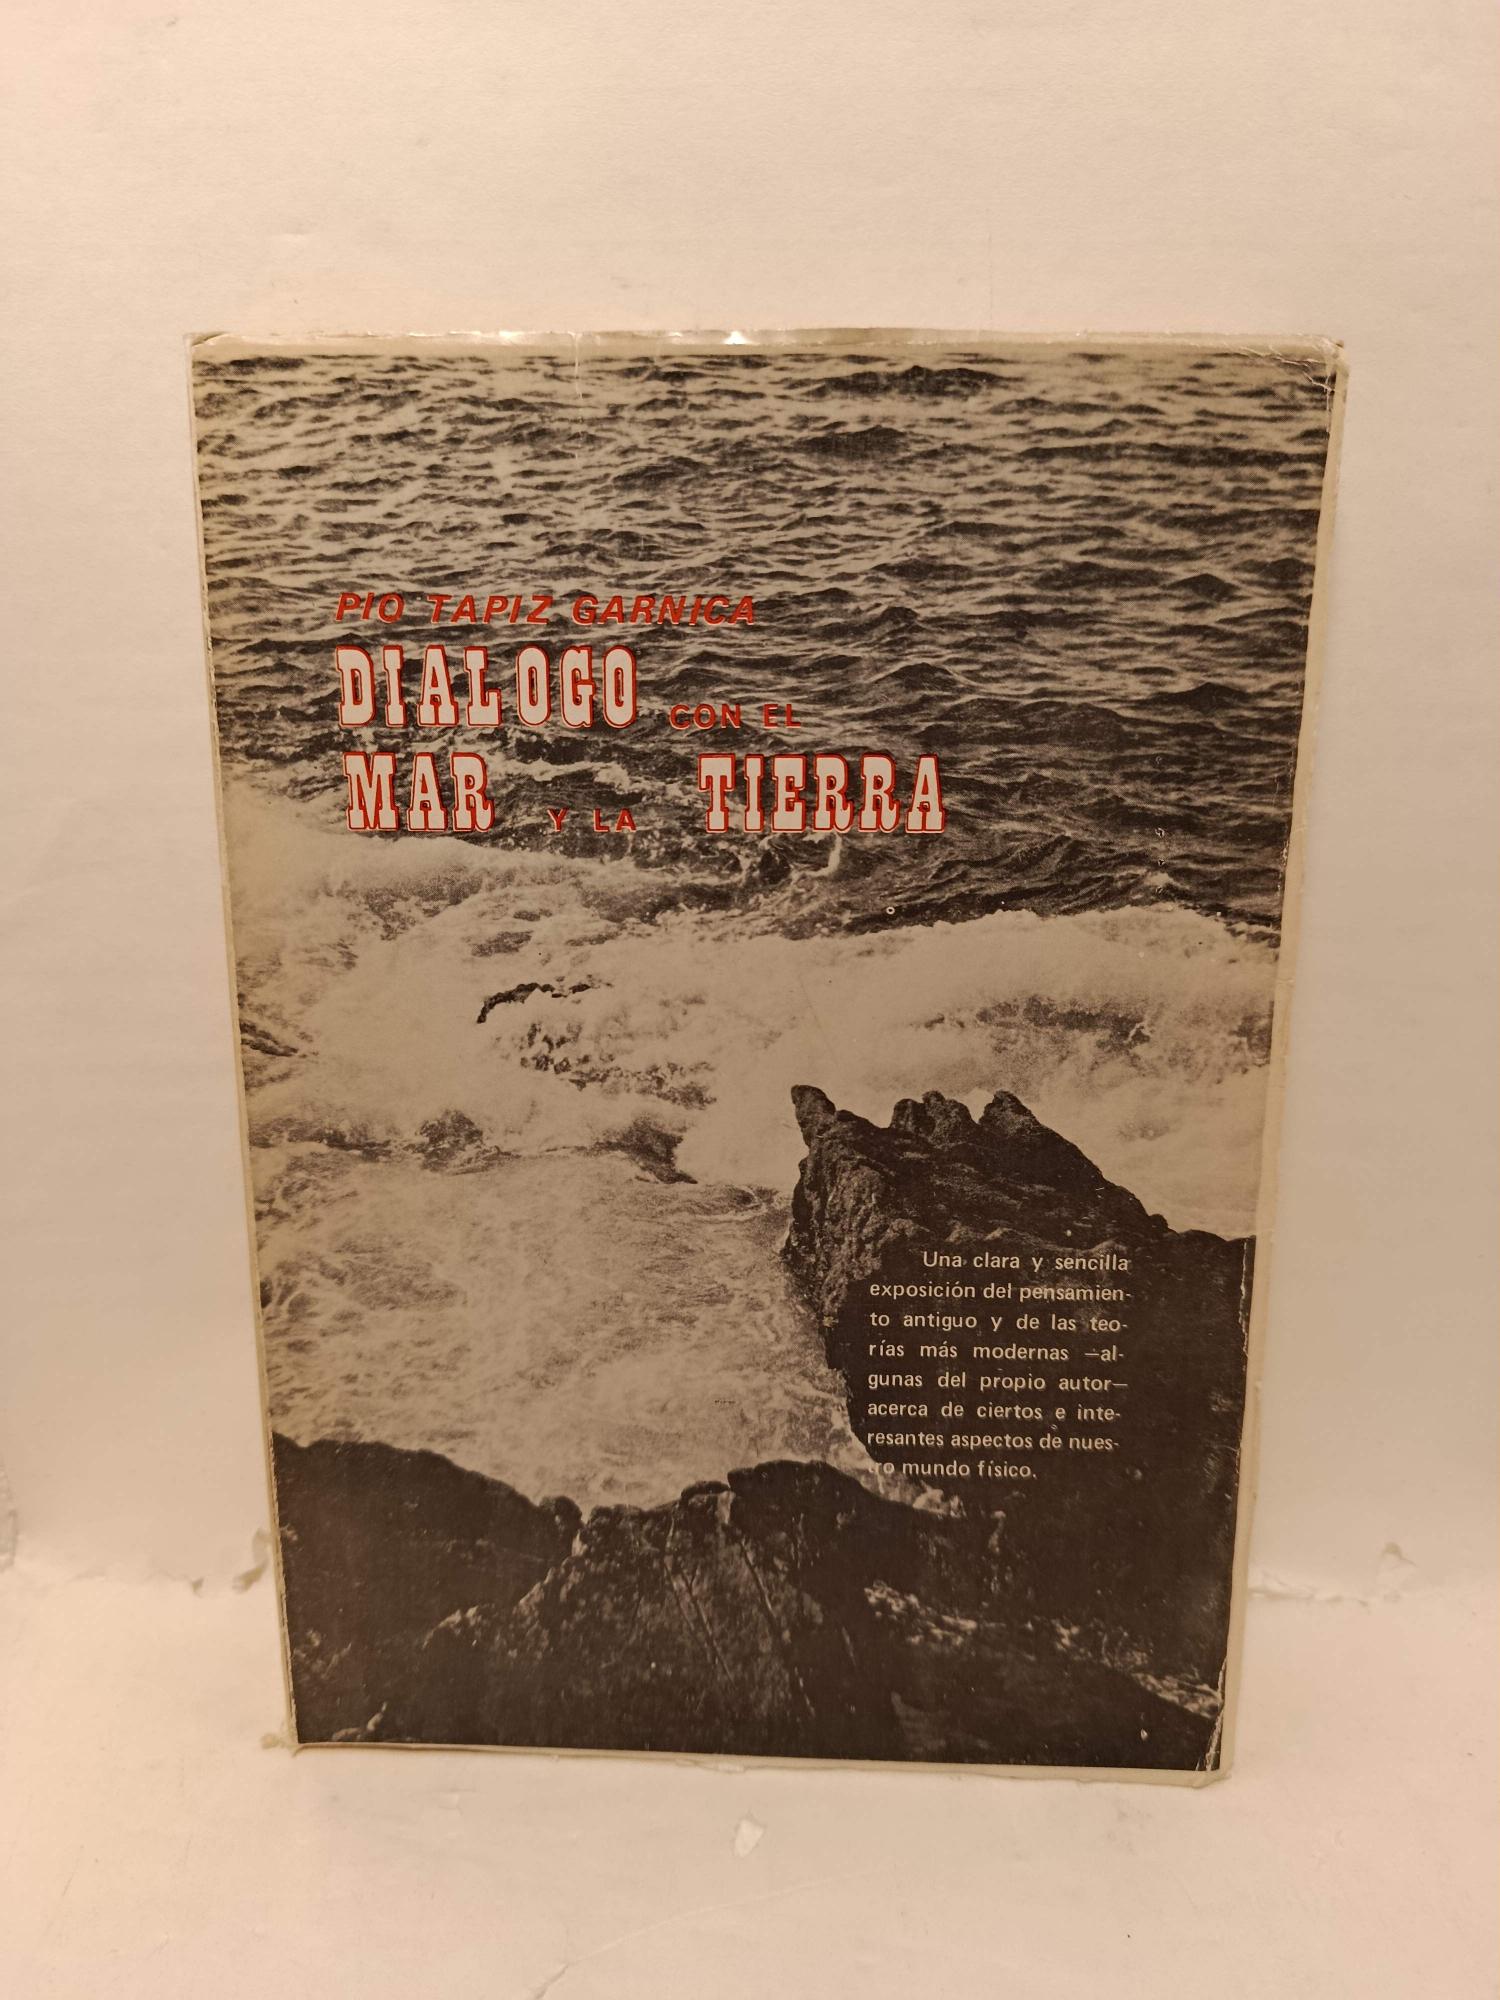 PIO TAPIZ GARNICA
DIALOGO CON EL
MAR Y LA TIERRA
Una clara y sencilla
exposición del pensamien-
to antiguo y de las teo-
rías más modernas —al-
gunas del propio autor—
acerca de ciertos e inte-
resantes aspectos de nues-
tro mundo físico.